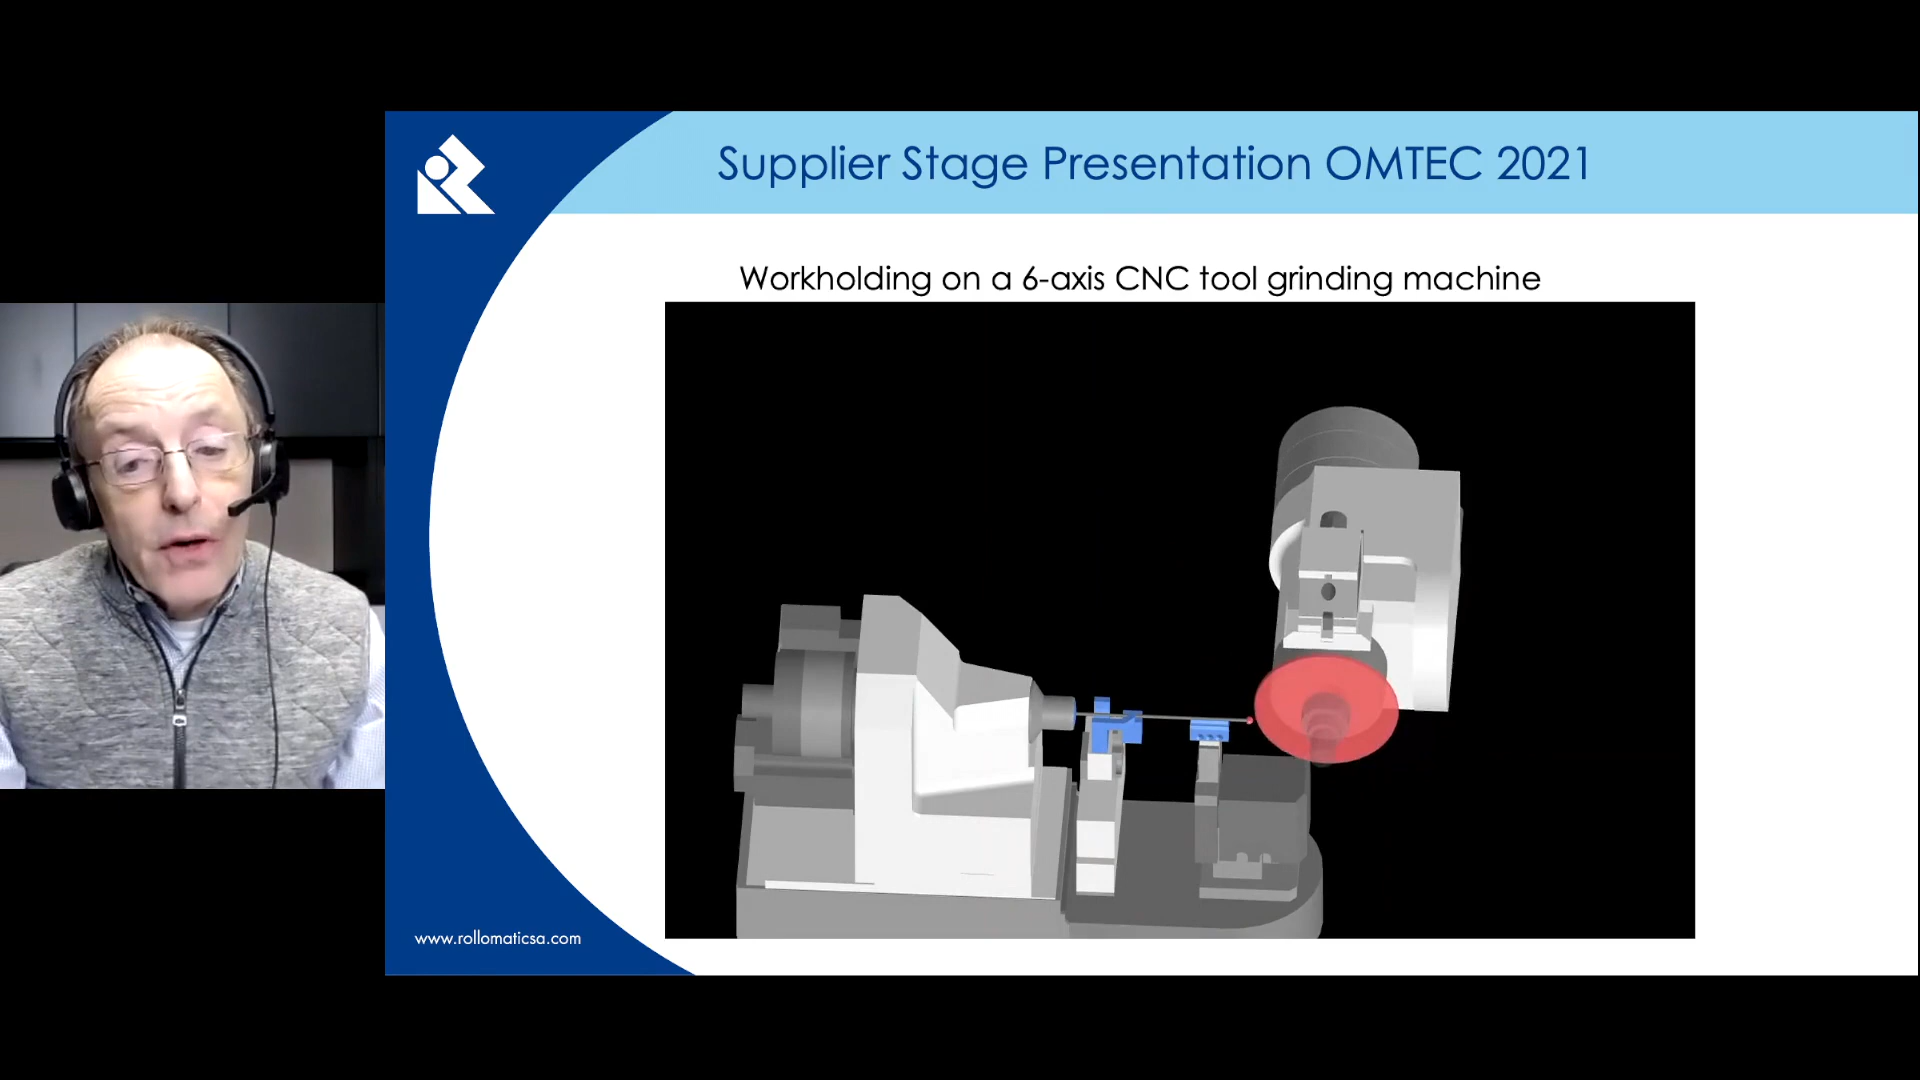 Supplier Stage Presentation OMTEC 2021
Workholding on a 6-axis CNC tool grinding machine
www.rollomaticsa.com